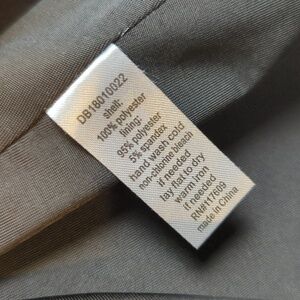 DB18010022
shell:
100% polyester
lining:
95% polyester
5% spandex
hand wash cold
non-chlorine bleach
if needed
lay flat to dry
warm iron
if needed
RN#117609
made in China